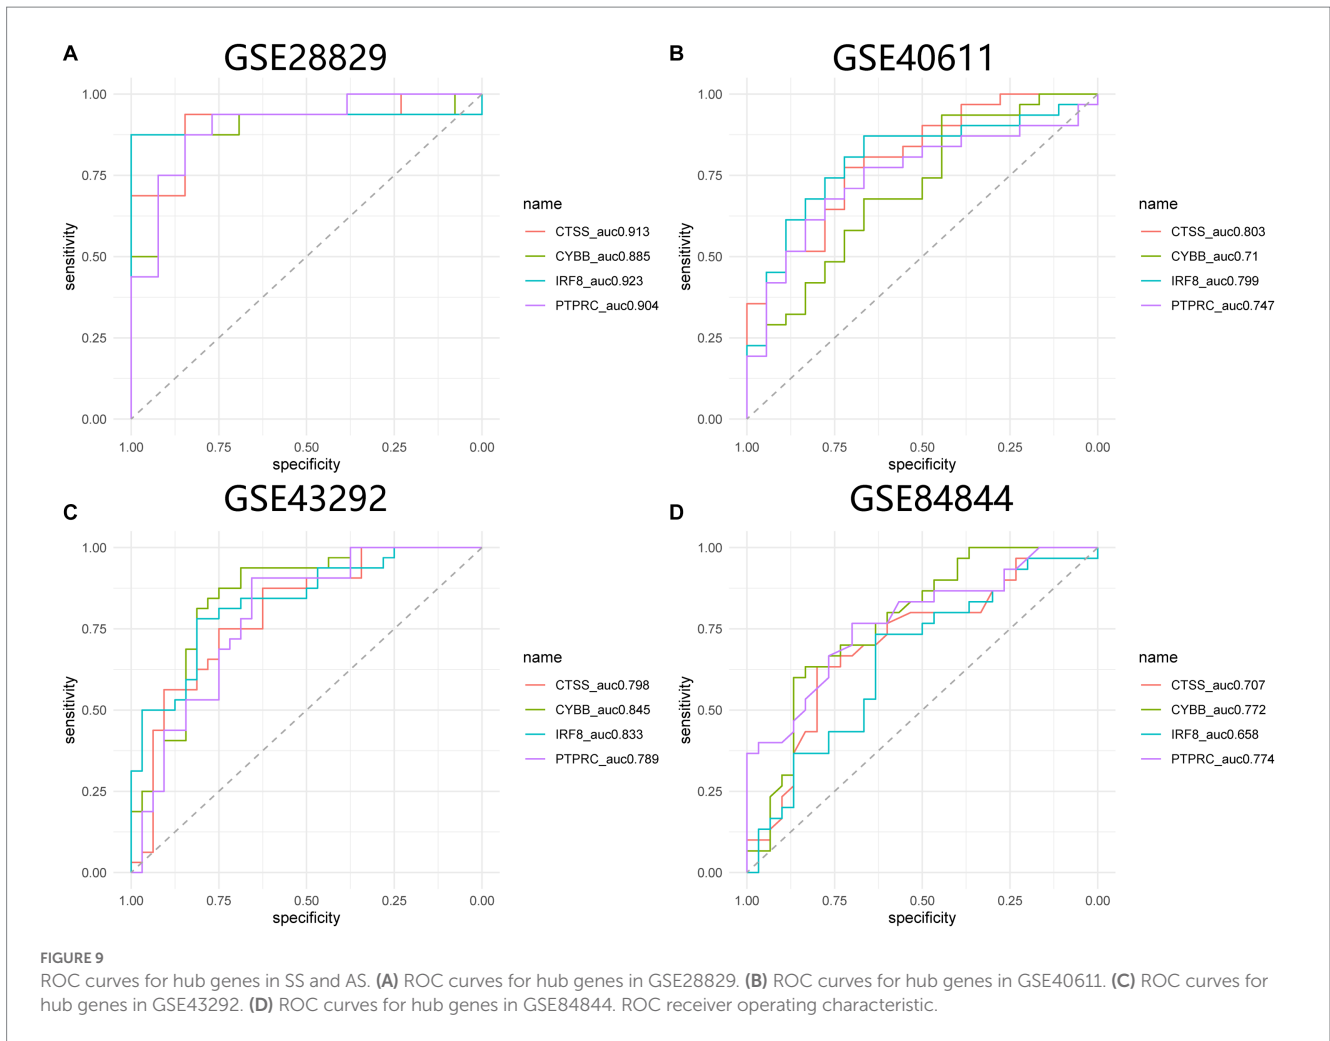 A
GSE28829
1.00
0.75
0.50
0.25
0.00
sensitivity
1.00 0.75 0.50 0.25 0.00
specificity
name
CTSS_auc0.913
CYBB_auc0.885
IRF8_auc0.923
PTPRC_auc0.904
B
GSE40611
1.00
0.75
0.50
0.25
0.00
sensitivity
1.00 0.75 0.50 0.25 0.00
specificity
name
CTSS_auc0.803
CYBB_auc0.71
IRF8_auc0.799
PTPRC_auc0.747
C
GSE43292
1.00
0.75
0.50
0.25
0.00
sensitivity
1.00 0.75 0.50 0.25 0.00
specificity
name
CTSS_auc0.798
CYBB_auc0.845
IRF8_auc0.833
PTPRC_auc0.789
D
GSE84844
1.00
0.75
0.50
0.25
0.00
sensitivity
1.00 0.75 0.50 0.25 0.00
specificity
name
CTSS_auc0.707
CYBB_auc0.772
IRF8_auc0.658
PTPRC_auc0.774
FIGURE 9
ROC curves for hub genes in SS and AS. (A) ROC curves for hub genes in GSE28829. (B) ROC curves for hub genes in GSE40611. (C) ROC curves for
hub genes in GSE43292. (D) ROC curves for hub genes in GSE84844. ROC receiver operating characteristic.